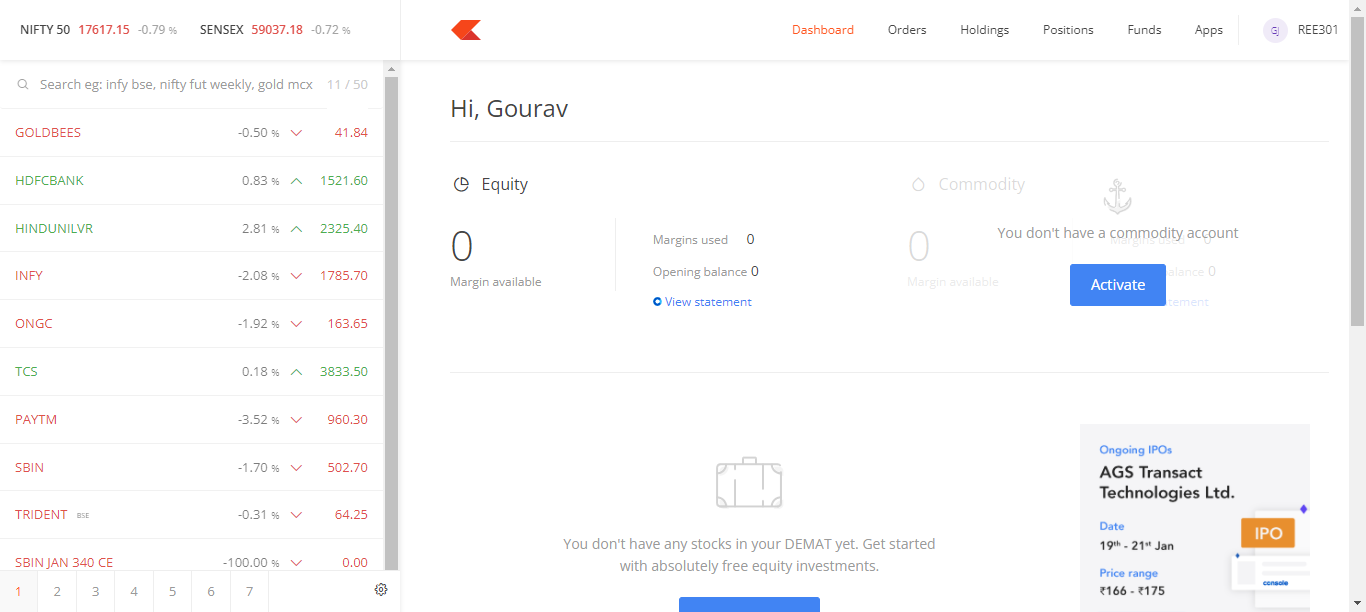 NIFTY 50 17617.15 -0.79 % SENSEX 59037.18 -0.72 %
Dashboard Orders Holdings Positions Funds Apps GJ REE301
Search eg: infy bse, nifty fut weekly, gold mcx 11 / 50
GOLDBEES -0.50 % 41.84
HDFCBANK 0.83 % 1521.60
HINDUNILVR 2.81 % 2325.40
INFY -2.08 % 1785.70
ONGC -1.92 % 163.65
TCS 0.18 % 3833.50
PAYTM -3.52 % 960.30
SBIN -1.70 % 502.70
TRIDENT BSE -0.31 % 64.25
SBIN JAN 340 CE -100.00 % 0.00
1 2 3 4 5 6 7
Hi, Gourav
Equity
0
Margin available
Margins used 0
Opening balance 0
View statement
Commodity
0
Margin available
You don't have a commodity account
Margins used 0
Activate
alance 0
tement
You don't have any stocks in your DEMAT yet. Get started
with absolutely free equity investments.
Ongoing IPOs
AGS Transact
Technologies Ltd.
Date
19th - 21st Jan
Price range
₹166 - ₹175
IPO
console